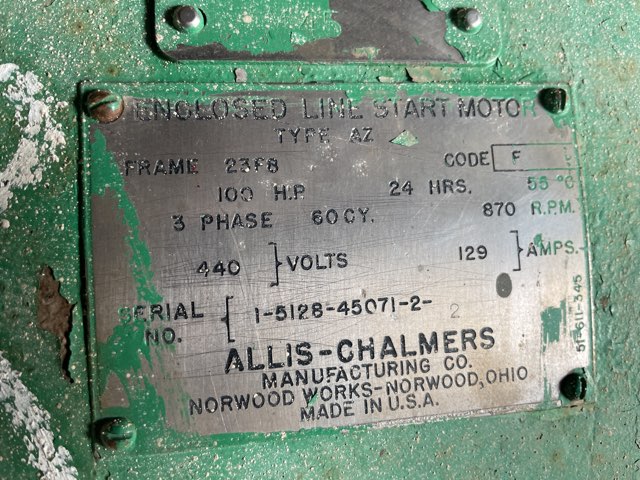 ENCLOSED LINE START MOTOR
TYPE AZ
FRAME 23F8 CODE F
100 H.P. 24 HRS. 55 °C
3 PHASE 60 CY. 870 R.P.M.
440 } VOLTS 129 } AMPS.
SERIAL NO. { 1-5128-45071-2-2
ALLIS-CHALMERS
MANUFACTURING CO.
NORWOOD WORKS-NORWOOD, OHIO
MADE IN U.S.A.
51-611-345